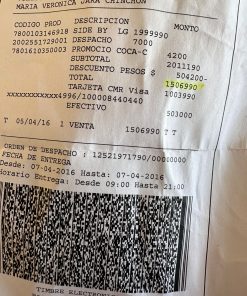 MARIA VERONICA JARA CHINCHON
CODIGO PROD DESCRIPCION MONTO
7800103146918 SIDE BY LG 1999990
2002551729001 DESPACHO 7000
7801610350003 PROMOCIO COCA-C 4200
SUBTOTAL 2011190
DESCUENTO PESOS $ 504200-
TOTAL 1506990
TARJETA CMR Visa 1003990
xxxxxxxxxxxx4996/100008440440
EFECTIVO 503000
T 05/04/16 1 VENTA 1506990 T T
ORDEN DE DESPACHO : 12521971790/00000000
FECHA DE ENTREGA
Desde: 07-04-2016 Hasta: 07-04-2016
Horario Entrega: Desde 09:00 Hasta 21:00
TIMBRE ELECTRONICO